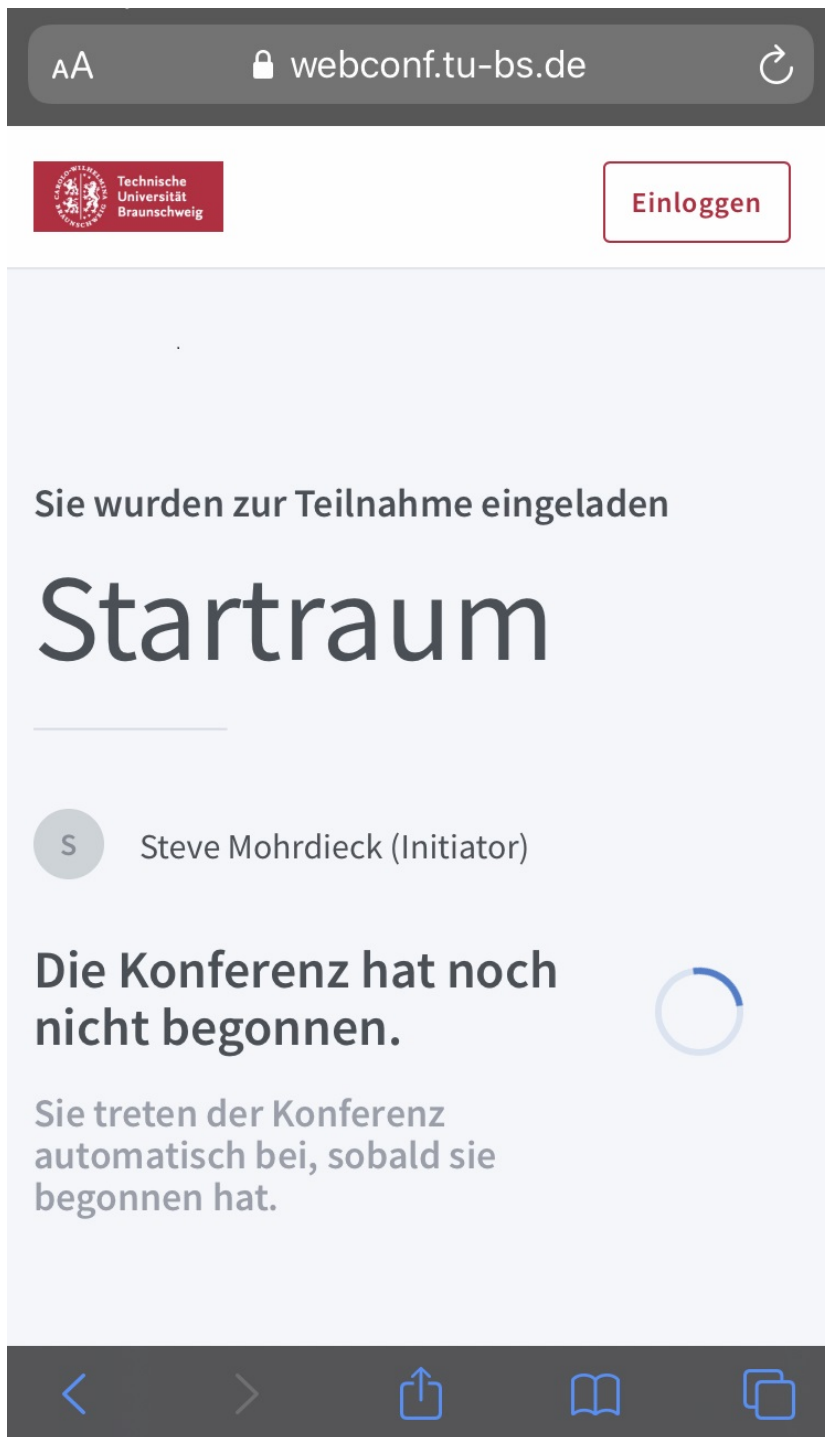 AA
webconf.tu-bs.de
Technische
Universität
Braunschweig
Einloggen
Sie wurden zur Teilnahme eingeladen
Startraum
S
Steve Mohrdieck (Initiator)
Die Konferenz hat noch
nicht begonnen.
Sie treten der Konferenz
automatisch bei, sobald sie
begonnen hat.